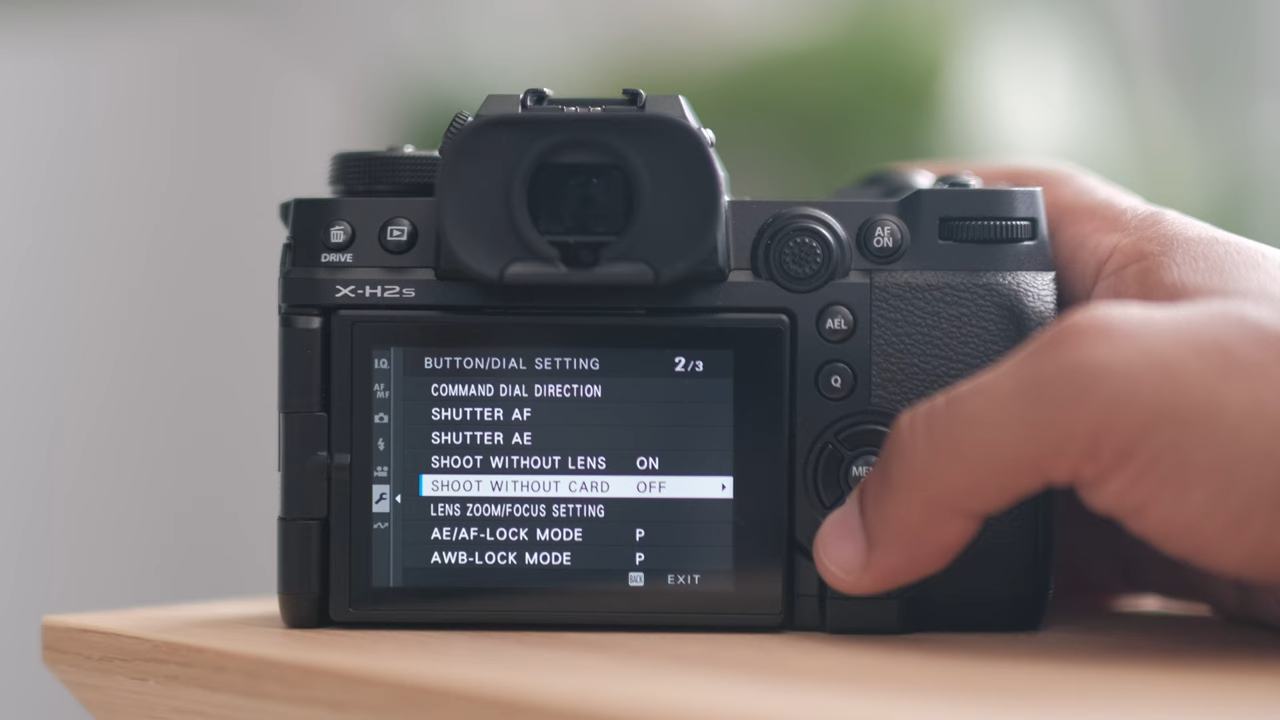 DRIVE
AF
ON
X-H2S
AEL
Q
I.Q.
AF
MF
BUTTON/DIAL SETTING 2/3
COMMAND DIAL DIRECTION
SHUTTER AF
SHUTTER AE
SHOOT WITHOUT LENS ON
SHOOT WITHOUT CARD OFF
LENS ZOOM/FOCUS SETTING
AE/AF-LOCK MODE P
AWB-LOCK MODE P
BACK EXIT